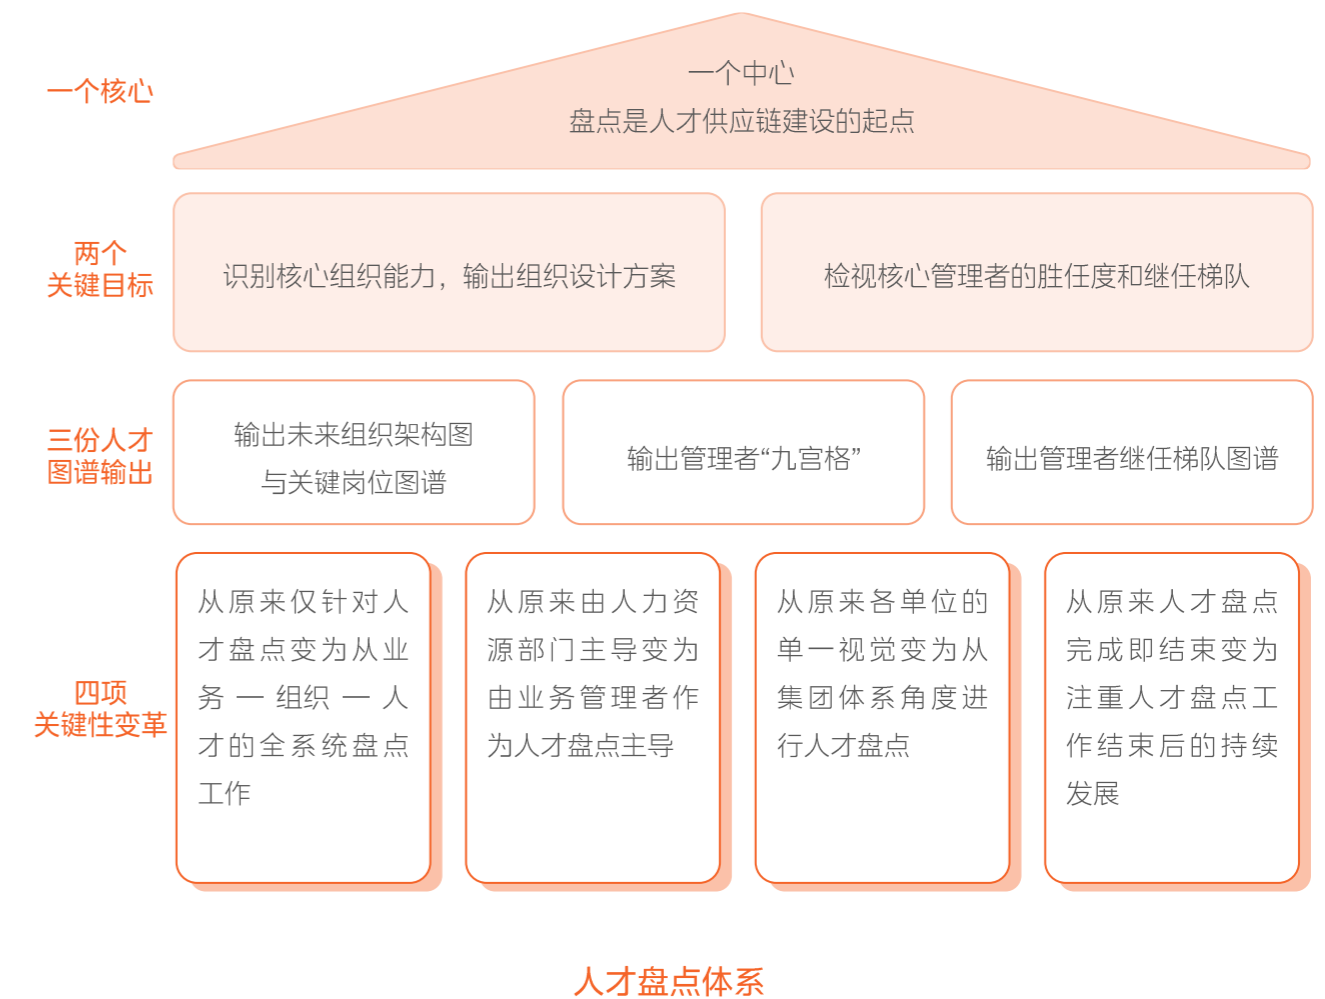 一个核心
一个中心
盘点是人才供应链建设的起点
两个
关键目标
识别核心组织能力，输出组织设计方案
检视核心管理者的胜任度和继任梯队
三份人才
图谱输出
输出未来组织架构图
与关键岗位图谱
输出管理者“九宫格”
输出管理者继任梯队图谱
四项
关键性变革
从原来仅针对人
才盘点变为从业
务 — 组织 — 人
才的全系统盘点
工作
从原来由人力资
源部门主导变为
由业务管理者作
为人才盘点主导
从原来各单位的
单一视觉变为从
集团体系角度进
行人才盘点
从原来人才盘点
完成即结束变为
注重人才盘点工
作结束后的持续
发展
人才盘点体系